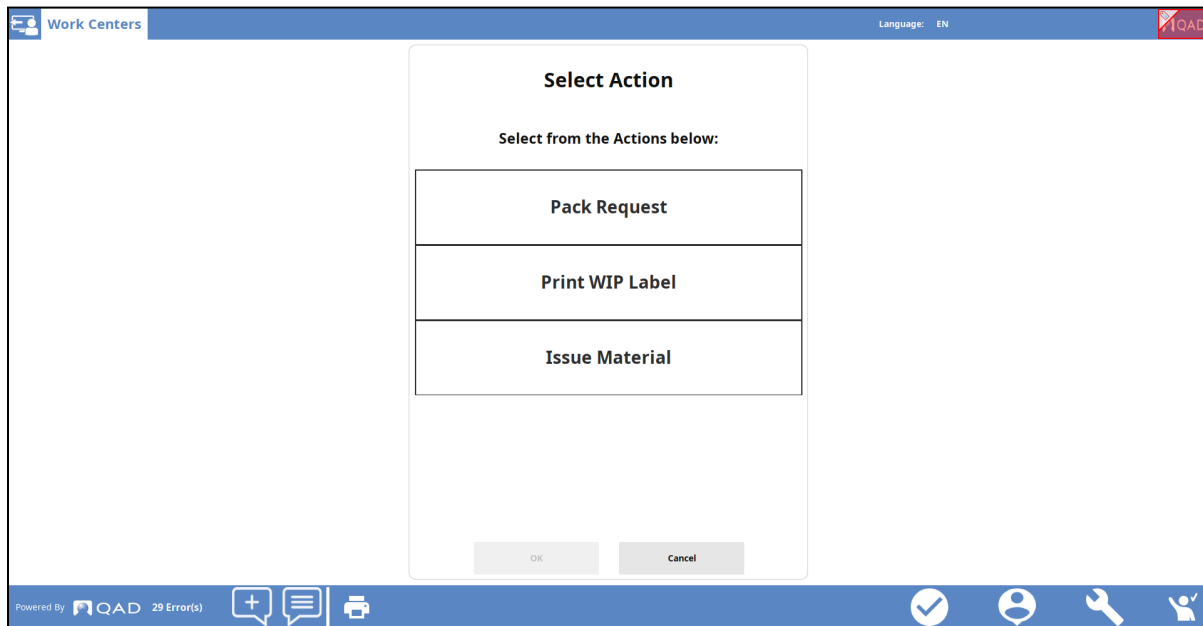 Work Centers
Language: EN
QAD
Select Action
Select from the Actions below:
Pack Request
Print WIP Label
Issue Material
OK
Cancel
Powered By QAD 29 Error(s)